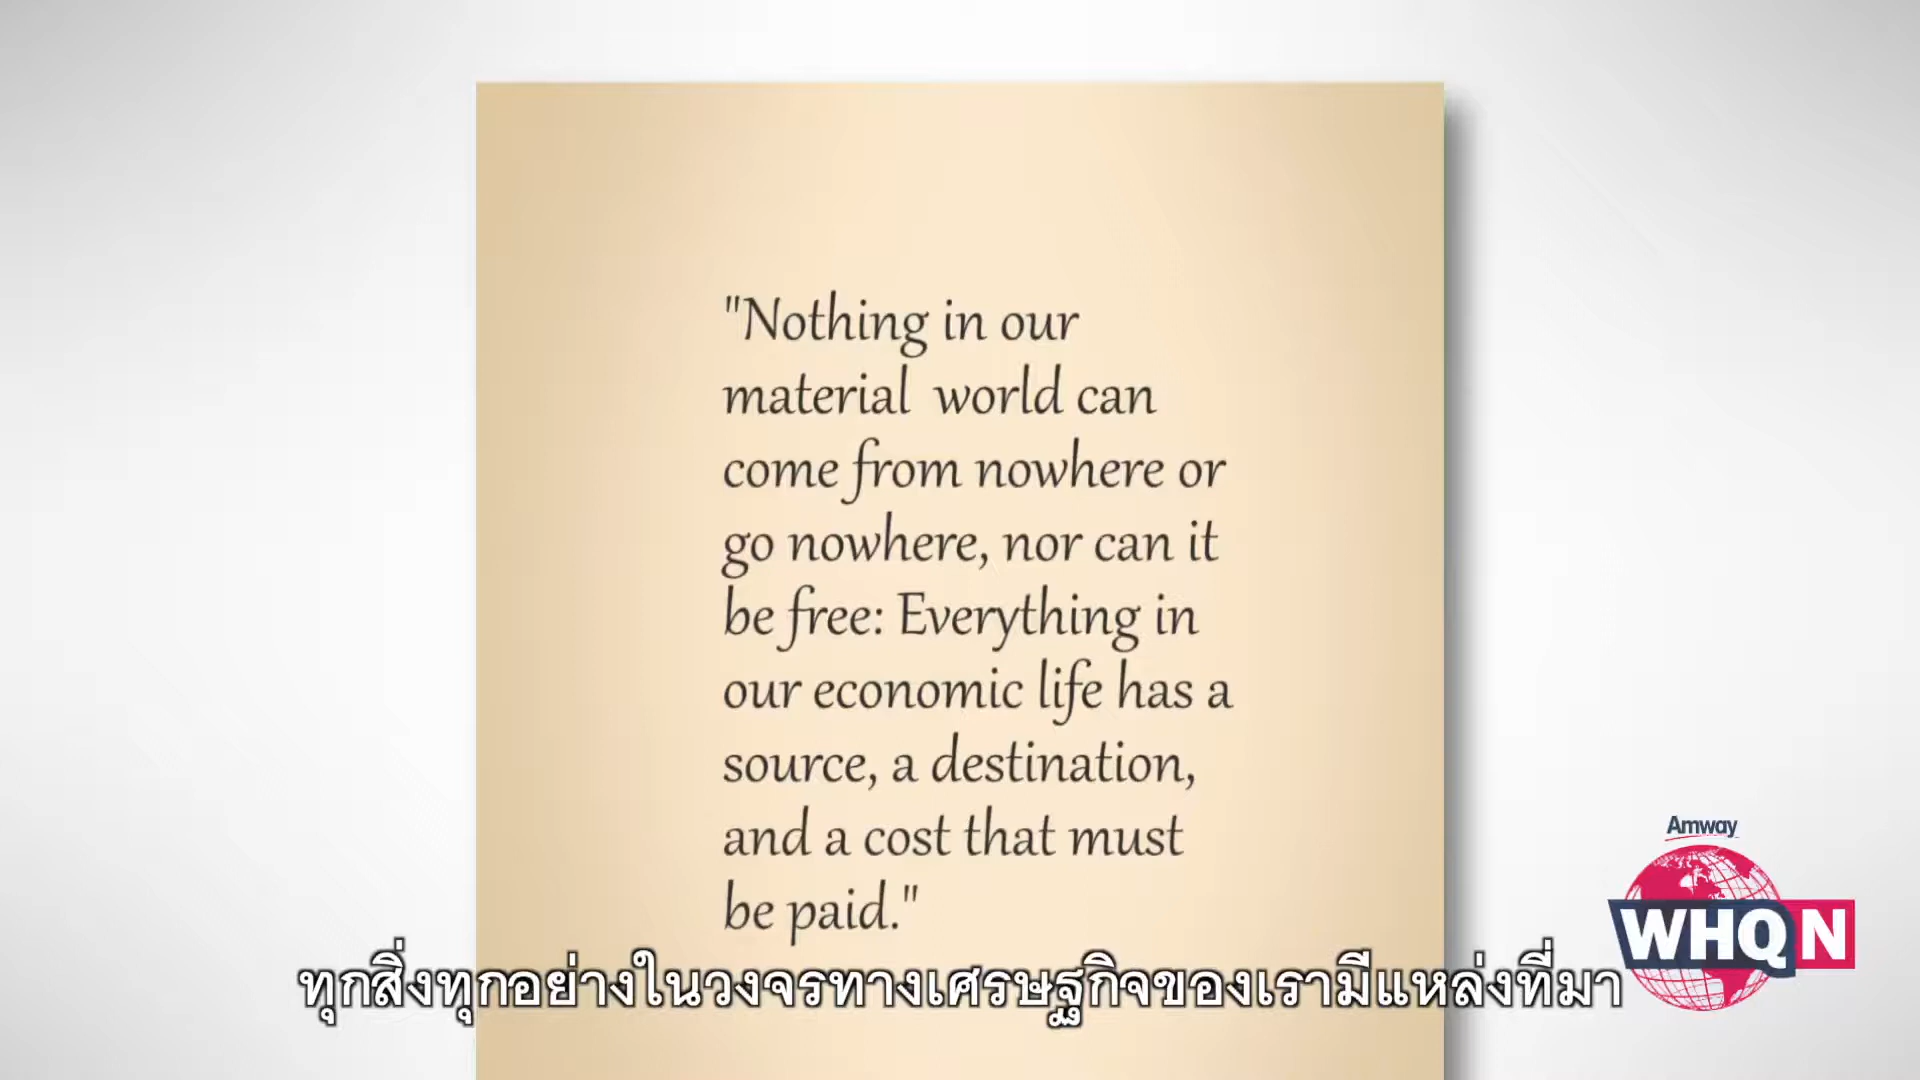 "Nothing in our
material  world can
come from nowhere or
go nowhere, nor can it
be free: Everything in
our economic life has a
source, a destination,
and a cost that must
be paid."
Amway
WHQN
ทุกสิ่งทุกอย่างในวงจรทางเศรษฐกิจของเรามีแหล่งที่มา